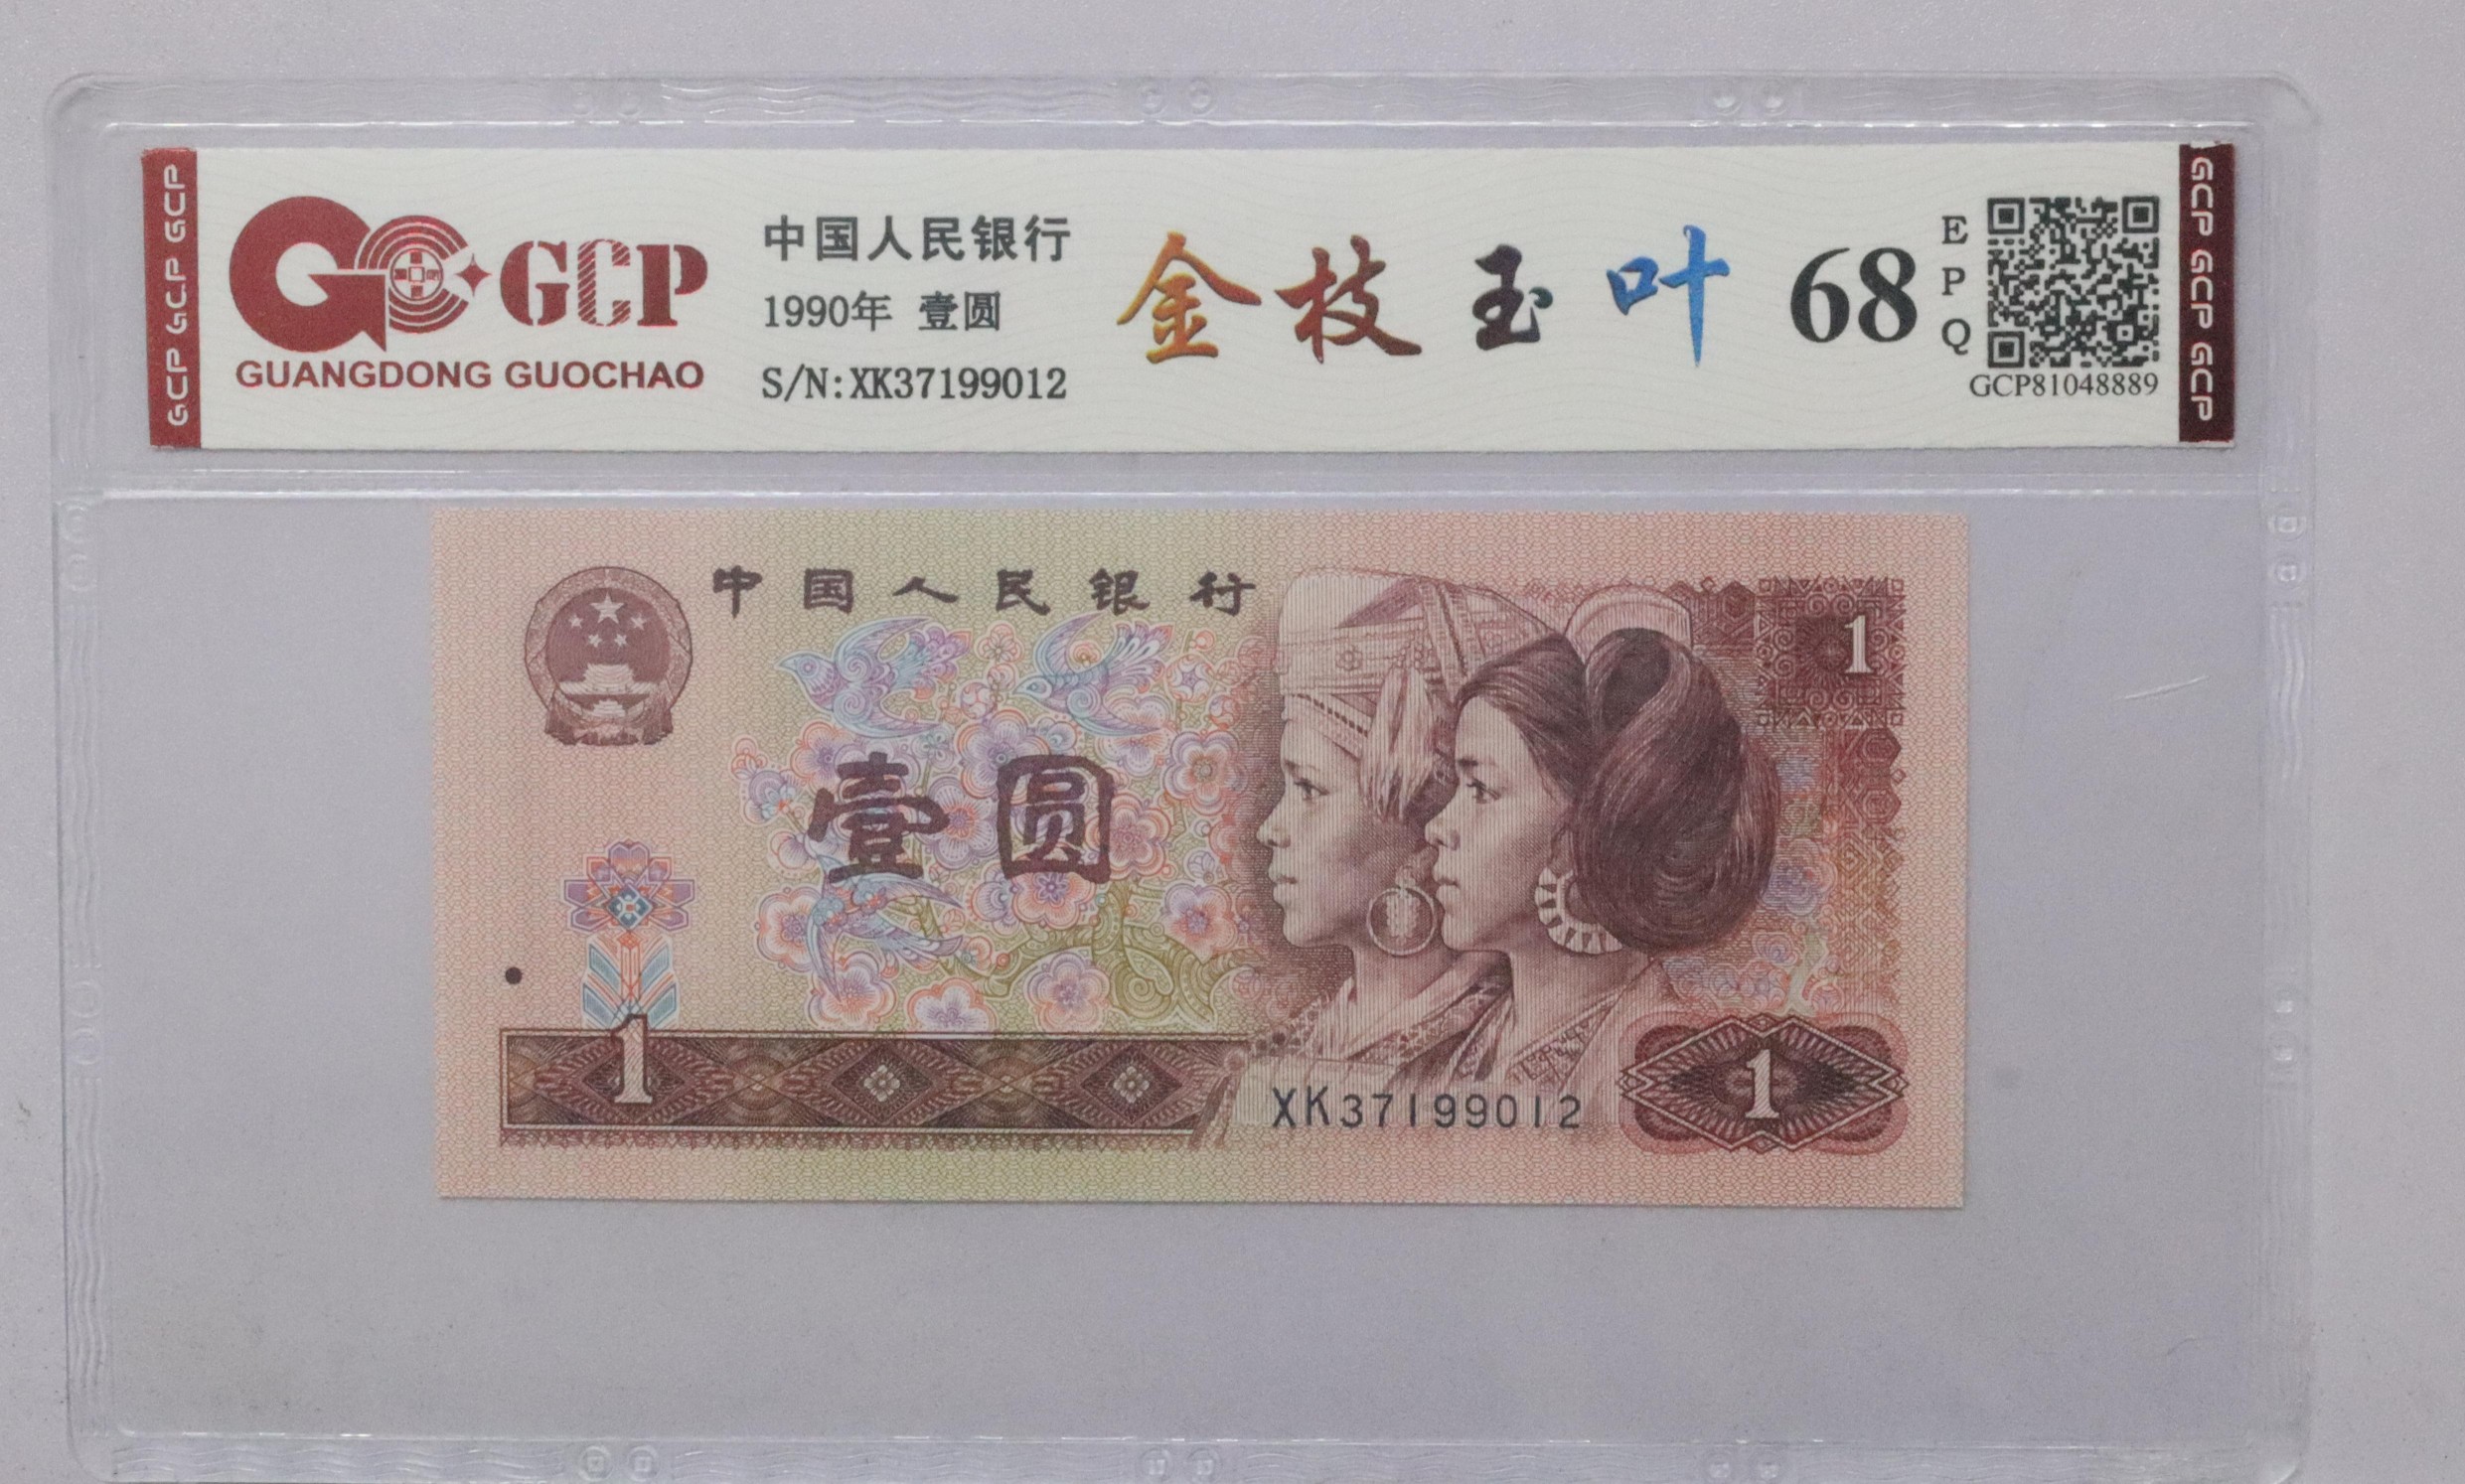 GCP GCP GCP
GCP
GUANGDONG GUOCHAO
中国人民银行
1990年 壹圆
S/N:XK37199012
金枝玉叶
68
EPQ
GCP81048889
GCP GCP GCP
中国人民银行
1
壹圆
1
XK37199012
1